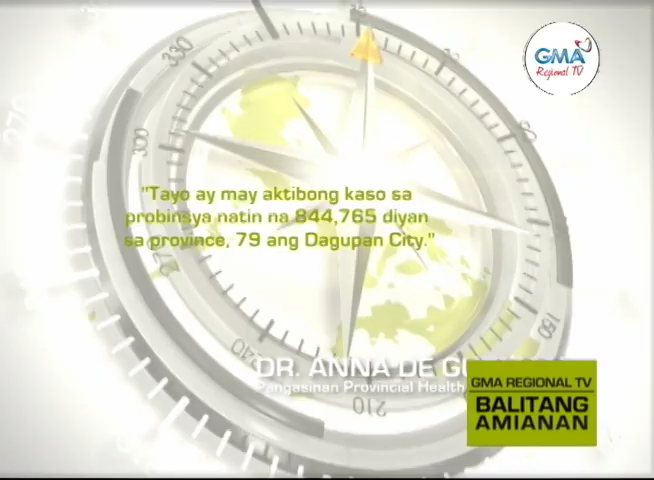 GMA
Regional TV
"Tayo ay may aktibong kaso sa
probinsya natin na 844,765 diyan
sa province, 79 ang Dagupan City."
DR. ANNA DE
Pangasinan Provincial Health
GMA REGIONAL TV
BALITANG
AMIANAN
330
300
270
240
210
150